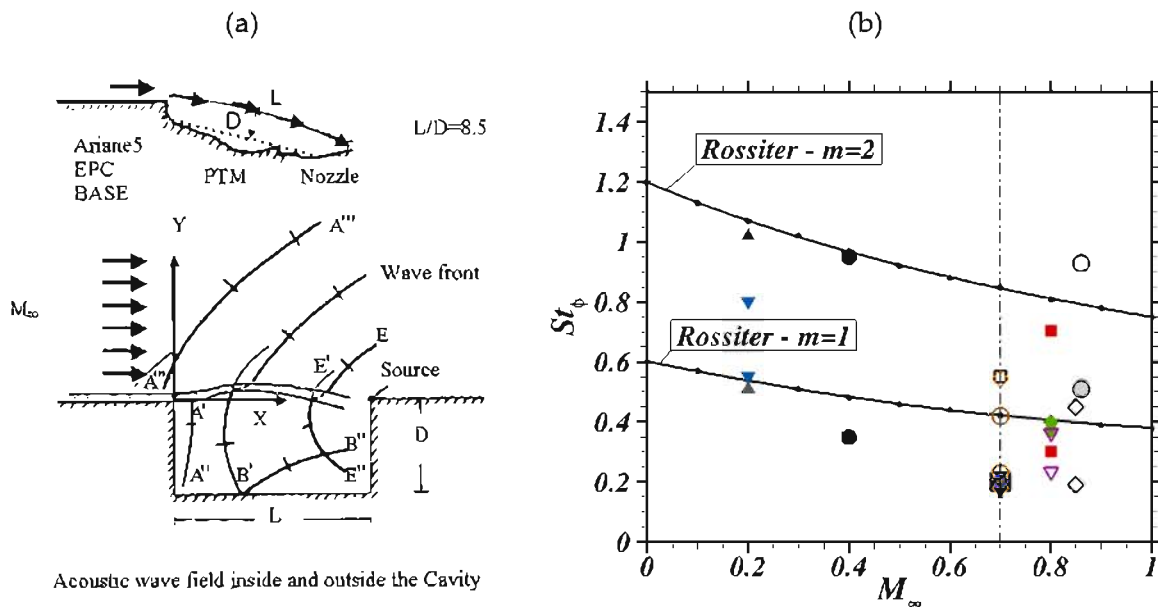 (a)
(b)
L
D
L/D=8.5
Ariane5
EPC
BASE
PTM
Nozzle
Y
A'''
Wave front
M∞
E
E'
Source
A'''
A'
X
D
A''
B'
B''
E''
L
Acoustic wave field inside and outside the Cavity
1.4
1.2
1
0.8
0.6
0.4
0.2
0
Stϕ
Rossiter - m=2
Rossiter - m=1
0
0.2
0.4
0.6
0.8
1
M∞